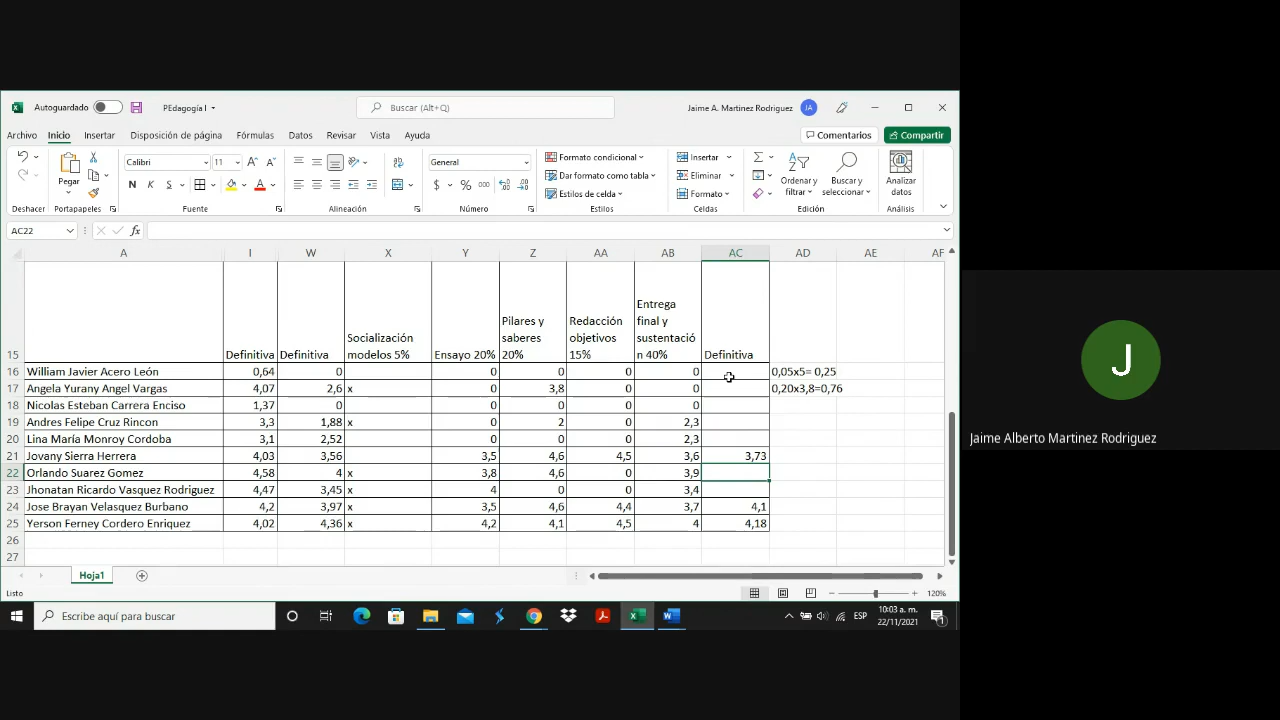 Autoguardado PEdagogía I Buscar (Alt+Q) Jaime A. Martinez Rodriguez JA
Archivo Inicio Insertar Disposición de página Fórmulas Datos Revisar Vista Ayuda Comentarios Compartir
Pegar Calibri 11 General Formato condicional Insertar Ordenar y filtrar Buscar y seleccionar Analizar datos
N K S Dar formato como tabla Eliminar
$ % 000 Estilos de celda Formato
Deshacer Portapapeles Fuente Alineación Número Estilos Celdas Edición Análisis
AC22 fx
A I W X Y Z AA AB AC AD AE AF
15 Definitiva Definitiva Socialización modelos 5% Ensayo 20% Pilares y saberes 20% Redacción objetivos 15% Entrega final y sustentació n 40% Definitiva
16 William Javier Acero León 0,64 0 0 0 0 0 0,05x5= 0,25
17 Angela Yurany Angel Vargas 4,07 2,6 x 0 3,8 0 0 0,20x3,8=0,76
18 Nicolas Esteban Carrera Enciso 1,37 0 0 0 0 0
19 Andres Felipe Cruz Rincon 3,3 1,88 x 0 2 0 2,3
20 Lina María Monroy Cordoba 3,1 2,52 0 0 0 2,3
21 Jovany Sierra Herrera 4,03 3,56 3,5 4,6 4,5 3,6 3,73
22 Orlando Suarez Gomez 4,58 4 x 3,8 4,6 0 3,9
23 Jhonatan Ricardo Vasquez Rodriguez 4,47 3,45 x 4 0 0 3,4
24 Jose Brayan Velasquez Burbano 4,2 3,97 x 3,5 4,6 4,4 3,7 4,1
25 Yerson Ferney Cordero Enriquez 4,02 4,36 x 4,2 4,1 4,5 4 4,18
26
27
Hoja1
Listo 120%
Escribe aquí para buscar ESP 10:03 a. m. 22/11/2021 1
J
Jaime Alberto Martinez Rodriguez